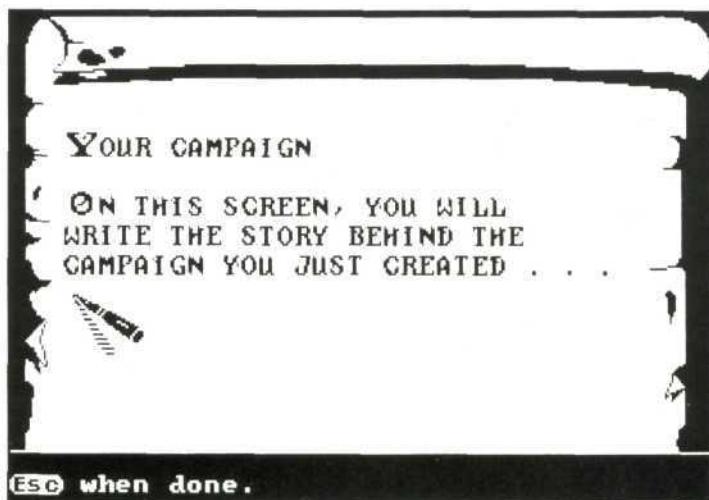 YOUR CAMPAIGN
ON THIS SCREEN, YOU WILL
WRITE THE STORY BEHIND THE
CAMPAIGN YOU JUST CREATED . . .
ESC when done.